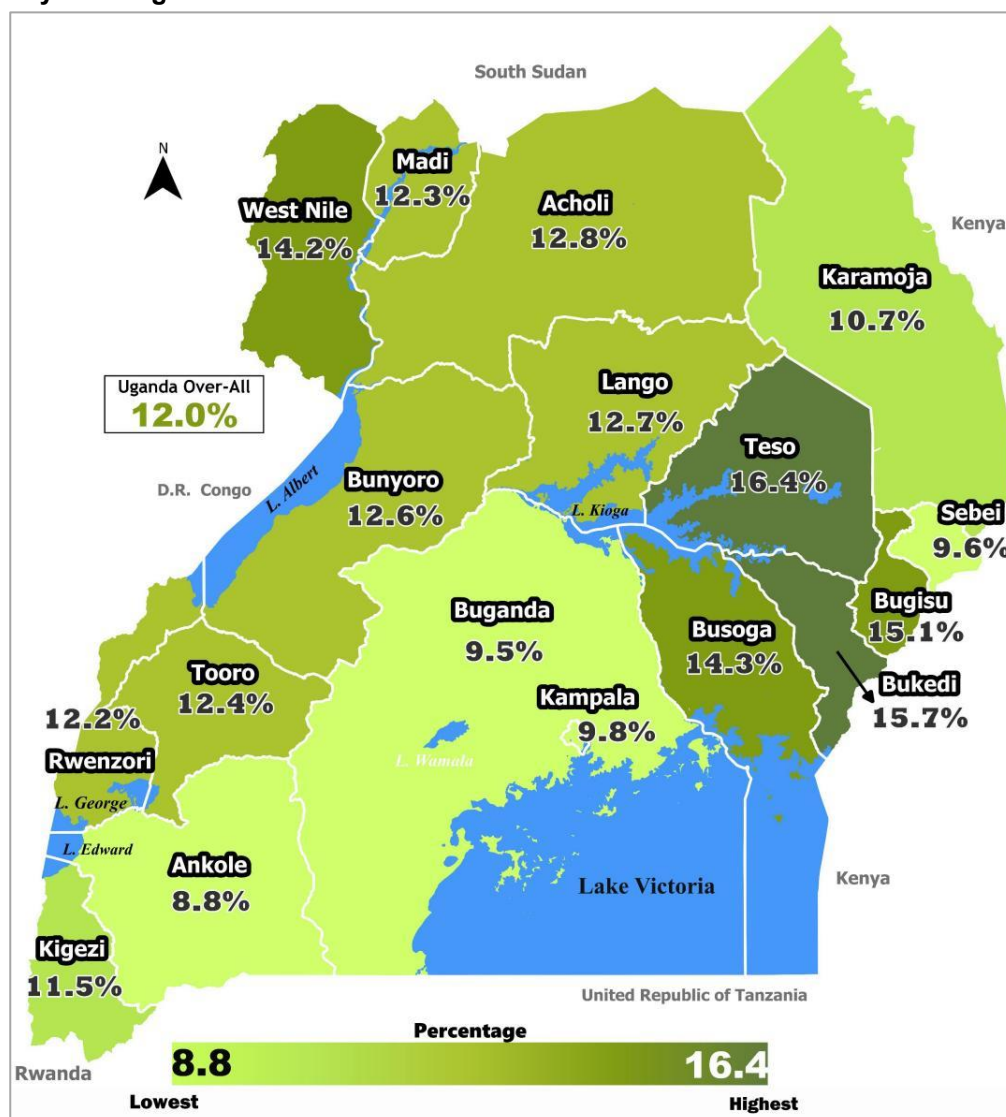 South Sudan
N
Madi
12.3%
West Nile
14.2%
Acholi
12.8%
Kenya
Karamoja
10.7%
Uganda Over-All
12.0%
Lango
12.7%
Teso
16.4%
D.R. Congo
L. Albert
Bunyoro
12.6%
L. Kioga
Sebei
9.6%
Buganda
9.5%
Busoga
14.3%
Bugisu
15.1%
Tooro
12.4%
Kampala
9.8%
Bukedi
15.7%
12.2%
Rwenzori
L. Wamala
L. George
L. Edward
Ankole
8.8%
Lake Victoria
Kenya
Kigezi
11.5%
United Republic of Tanzania
Percentage
8.8
16.4
Rwanda
Lowest
Highest